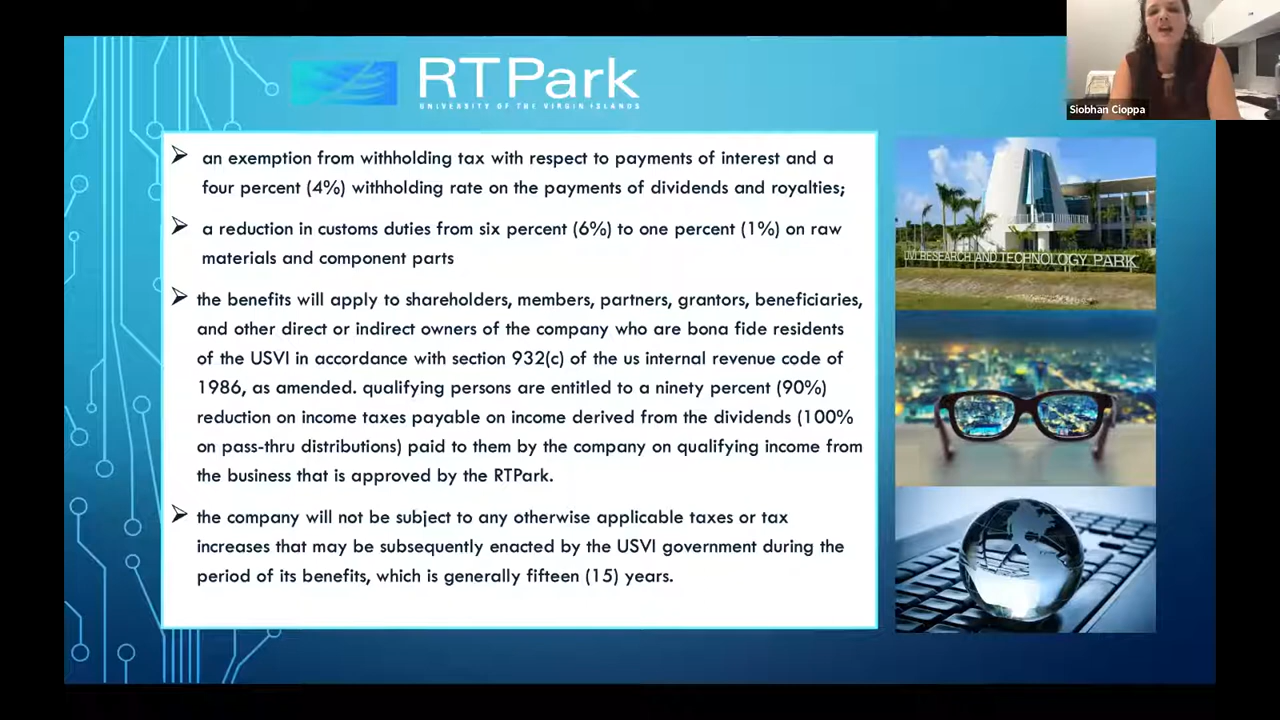 RTPark
UNIVERSITY OF THE VIRGIN ISLANDS
Siobhan Cioppa
an exemption from withholding tax with respect to payments of interest and a
four percent (4%) withholding rate on the payments of dividends and royalties;
a reduction in customs duties from six percent (6%) to one percent (1%) on raw
materials and component parts
the benefits will apply to shareholders, members, partners, grantors, beneficiaries,
and other direct or indirect owners of the company who are bona fide residents
of the USVI in accordance with section 932(c) of the us internal revenue code of
1986, as amended. qualifying persons are entitled to a ninety percent (90%)
reduction on income taxes payable on income derived from the dividends (100%
on pass-thru distributions) paid to them by the company on qualifying income from
the business that is approved by the RTPark.
the company will not be subject to any otherwise applicable taxes or tax
increases that may be subsequently enacted by the USVI government during the
period of its benefits, which is generally fifteen (15) years.
UVI RESEARCH AND TECHNOLOGY PARK